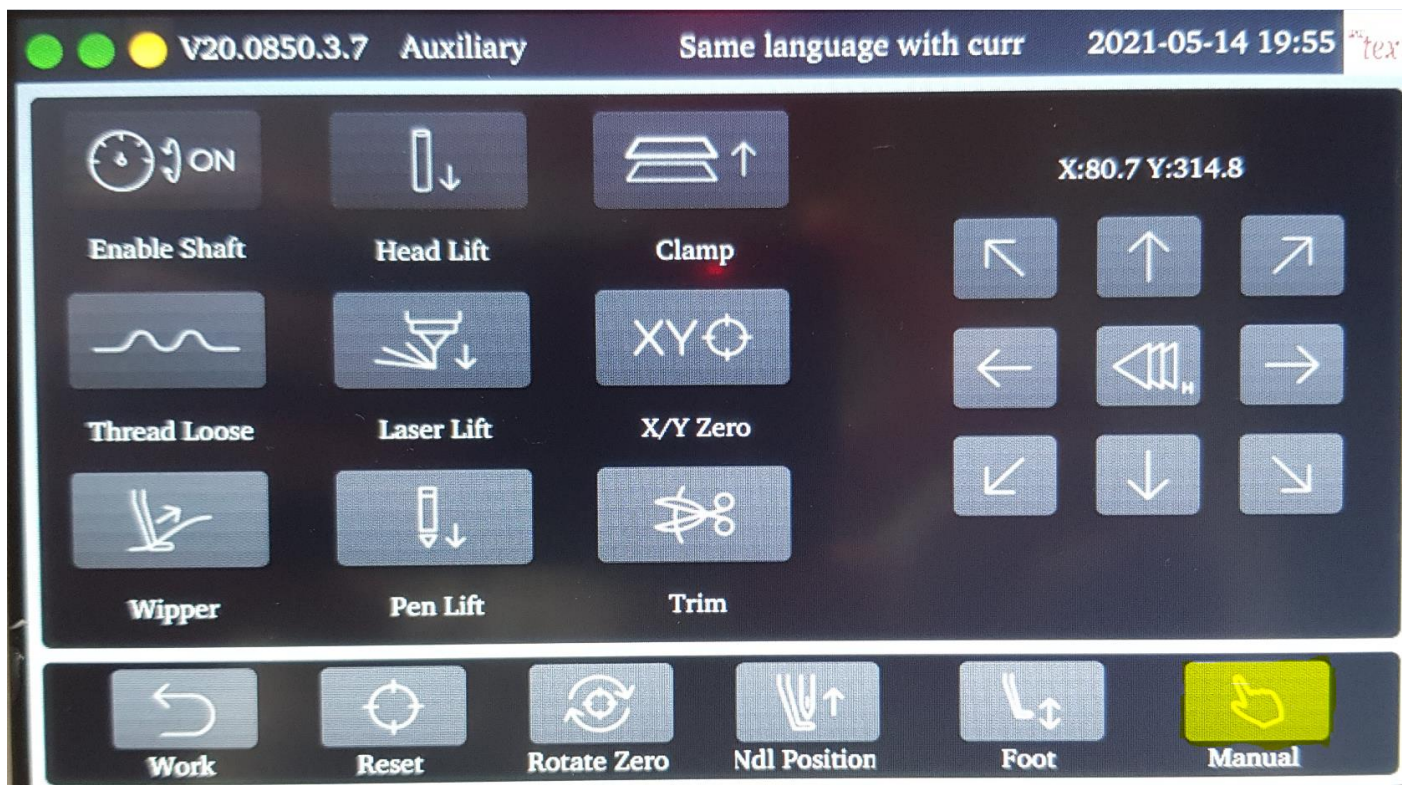 V20.0850.3.7 Auxiliary Same language with curr 2021-05-14 19:55 tex
X:80.7 Y:314.8
ON
Enable Shaft Head Lift Clamp
XY
H
Thread Loose Laser Lift X/Y Zero
Wipper Pen Lift Trim
Work Reset Rotate Zero Ndl Position Foot Manual